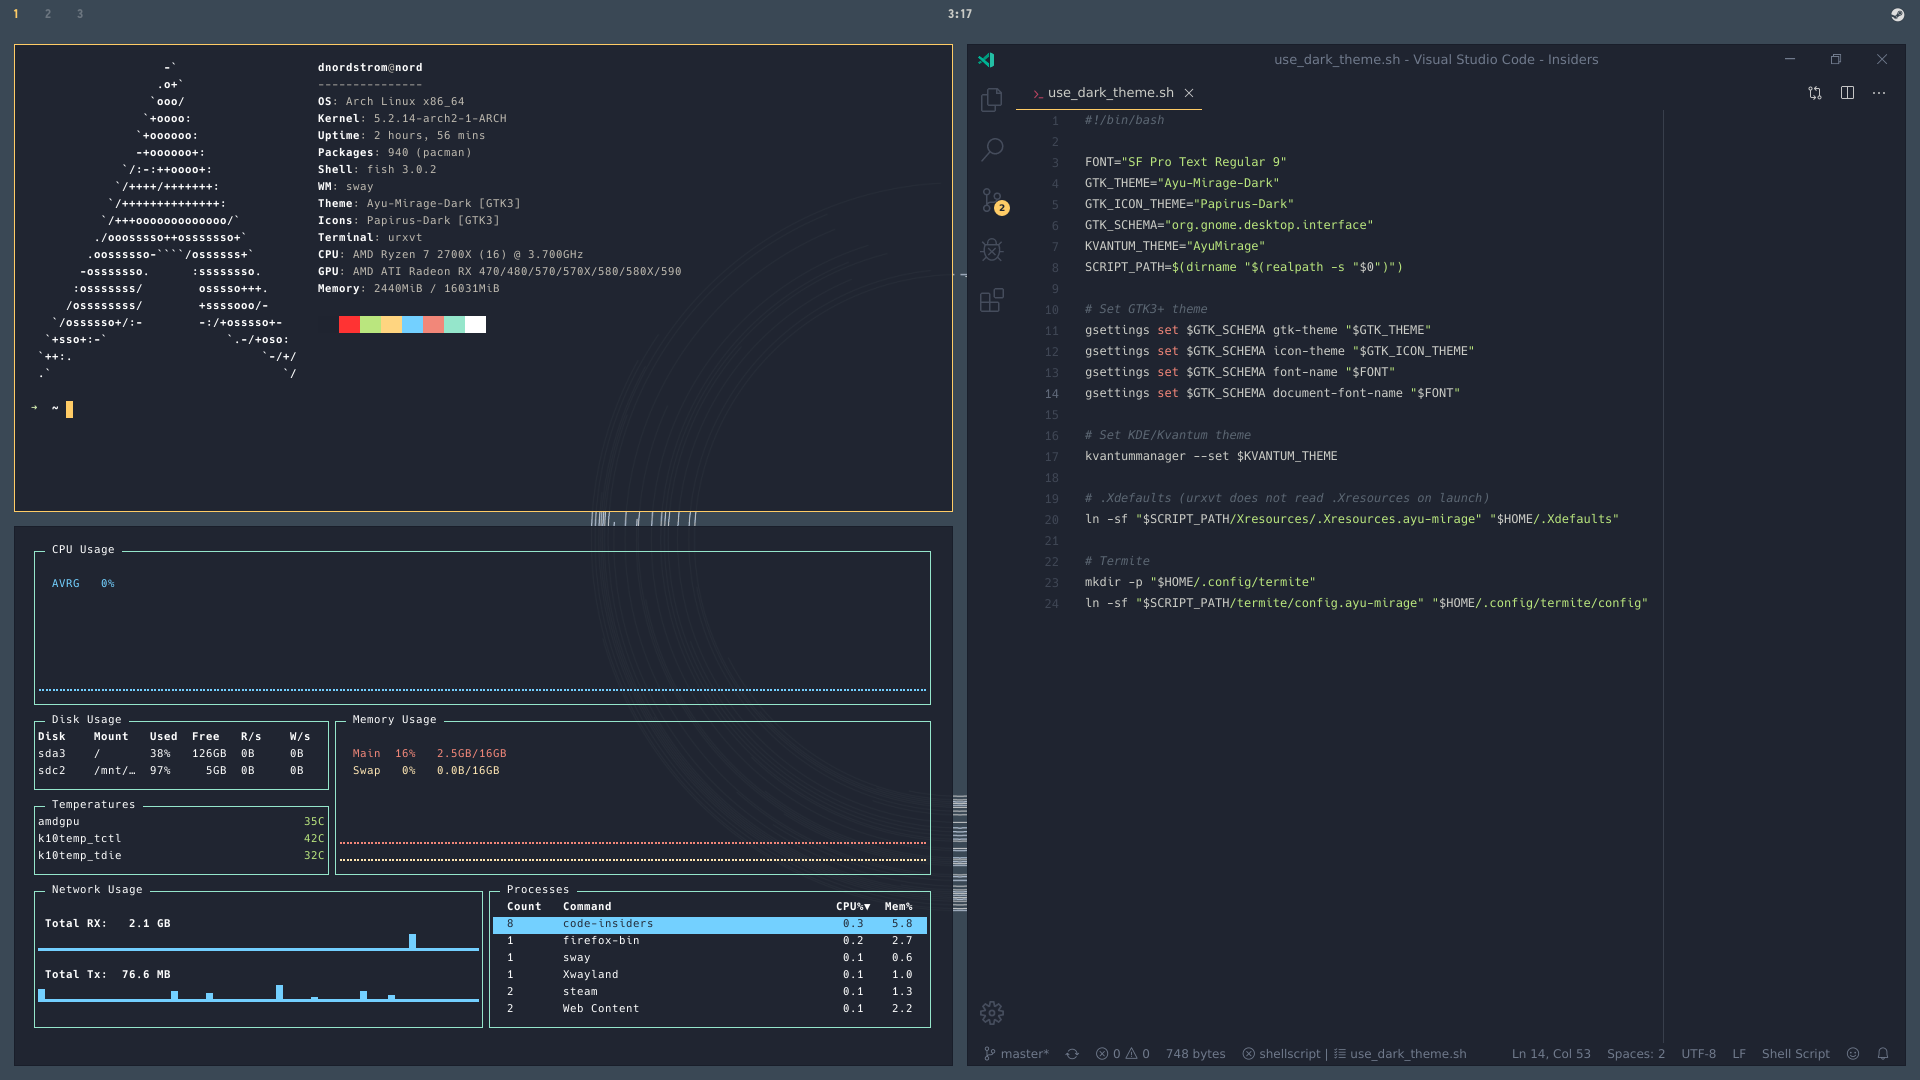 1 2 3
3:17
-`
.o+`
`ooo/
`+oooo:
`+oooooo:
-+oooooo+:
`/:-:++oooo+:
`/++++/+++++++:
`/++++++++++++++:
`/+++ooooooooooooo/`
./ooosssso++osssssso+`
.oossssso-````/ossssss+`
-osssssso.      :ssssssso.
:osssssss/        osssso+++.
/ossssssss/        +ssssooo/-
`/ossssso+/:-        -:/+osssso+-
`+sso+:-`                 `.-/+oso:
`++:.                           `-/+/
.`                                 `/
dnordstrom@nord
---------------
OS: Arch Linux x86_64
Kernel: 5.2.14-arch2-1-ARCH
Uptime: 2 hours, 56 mins
Packages: 940 (pacman)
Shell: fish 3.0.2
WM: sway
Theme: Ayu-Mirage-Dark [GTK3]
Icons: Papirus-Dark [GTK3]
Terminal: urxvt
CPU: AMD Ryzen 7 2700X (16) @ 3.700GHz
GPU: AMD ATI Radeon RX 470/480/570/570X/580/580X/590
Memory: 2440MiB / 16031MiB
➜ ~
CPU Usage
AVRG 0%
Disk Usage
Disk Mount Used Free R/s W/s
sda3 / 38% 126GB 0B 0B
sdc2 /mnt/… 97% 5GB 0B 0B
Memory Usage
Main 16% 2.5GB/16GB
Swap 0% 0.0B/16GB
Temperatures
amdgpu 35C
k10temp_tctl 42C
k10temp_tdie 32C
Network Usage
Total RX: 2.1 GB
Total Tx: 76.6 MB
Processes
Count Command CPU%▼ Mem%
8 code-insiders 0.3 5.8
1 firefox-bin 0.2 2.7
1 sway 0.1 0.6
1 Xwayland 0.1 1.0
2 steam 0.1 1.3
2 Web Content 0.1 2.2
use_dark_theme.sh - Visual Studio Code - Insiders
use_dark_theme.sh
2
1 #!/bin/bash
2
3 FONT="SF Pro Text Regular 9"
4 GTK_THEME="Ayu-Mirage-Dark"
5 GTK_ICON_THEME="Papirus-Dark"
6 GTK_SCHEMA="org.gnome.desktop.interface"
7 KVANTUM_THEME="AyuMirage"
8 SCRIPT_PATH=$(dirname "$(realpath -s "$0")")
9
10 # Set GTK3+ theme
11 gsettings set $GTK_SCHEMA gtk-theme "$GTK_THEME"
12 gsettings set $GTK_SCHEMA icon-theme "$GTK_ICON_THEME"
13 gsettings set $GTK_SCHEMA font-name "$FONT"
14 gsettings set $GTK_SCHEMA document-font-name "$FONT"
15
16 # Set KDE/Kvantum theme
17 kvantummanager --set $KVANTUM_THEME
18
19 # .Xdefaults (urxvt does not read .Xresources on launch)
20 ln -sf "$SCRIPT_PATH/Xresources/.Xresources.ayu-mirage" "$HOME/.Xdefaults"
21
22 # Termite
23 mkdir -p "$HOME/.config/termite"
24 ln -sf "$SCRIPT_PATH/termite/config.ayu-mirage" "$HOME/.config/termite/config"
master* 0 0 748 bytes shellscript | use_dark_theme.sh Ln 14, Col 53 Spaces: 2 UTF-8 LF Shell Script